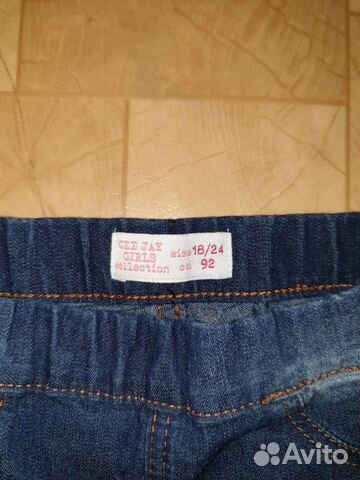 GEE JAY
GIRLS
collection
size 18/24
cm 92
Avito